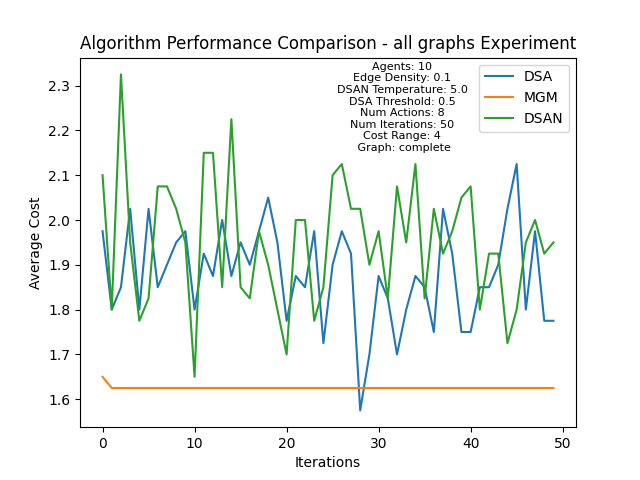 Algorithm Performance Comparison - all graphs Experiment
Agents: 10
Edge Density: 0.1
DSAN Temperature: 5.0
DSA Threshold: 0.5
Num Actions: 8
Num Iterations: 50
Cost Range: 4
Graph: complete
DSA
MGM
DSAN
Average Cost
2.3
2.2
2.1
2.0
1.9
1.8
1.7
1.6
0 10 20 30 40 50
Iterations